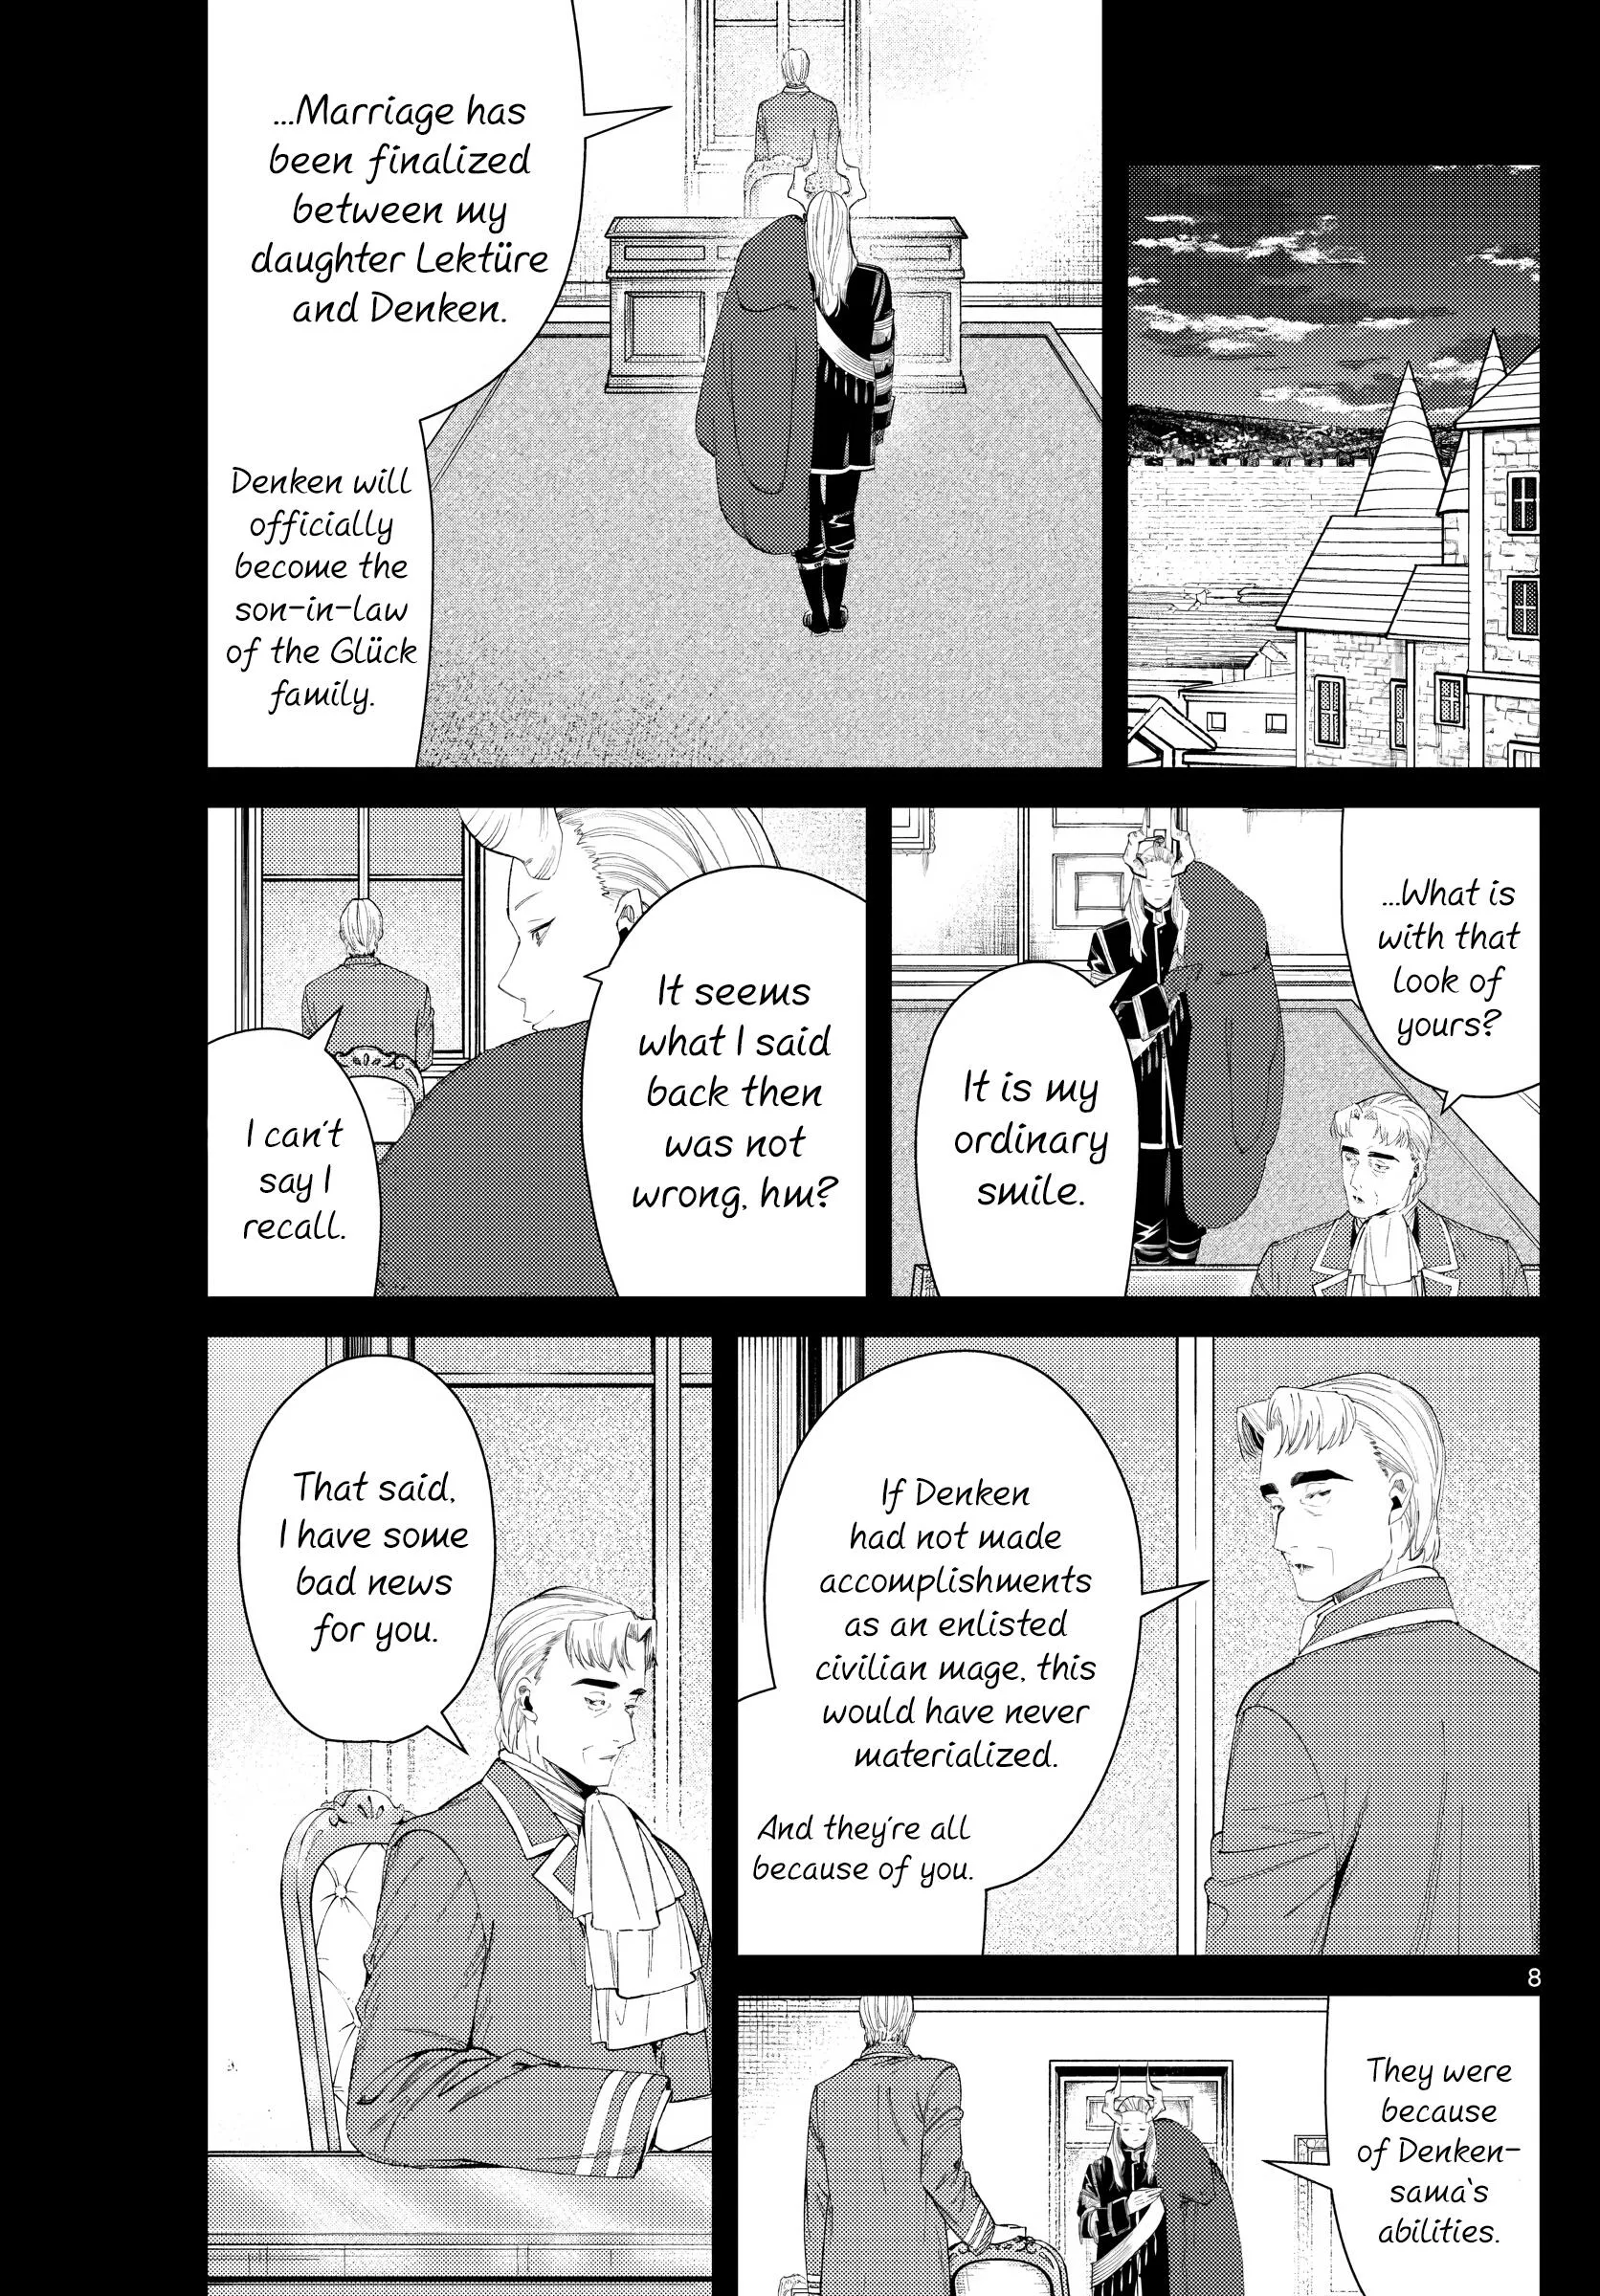 ...Marriage has
been finalized
between my
daughter Lektüre
and Denken.
Denken will
officially
become the
son-in-law
of the Glück
family.
...What is
with that
look of
yours?
It is my
ordinary
smile.
It seems
what I said
back then
was not
wrong, hm?
I can't
say I
recall.
If Denken
had not made
accomplishments
as an enlisted
civilian mage, this
would have never
materialized.
And they're all
because of you.
They were
because
of Denken-
sama's
abilities.
That said,
I have some
bad news
for you.
8